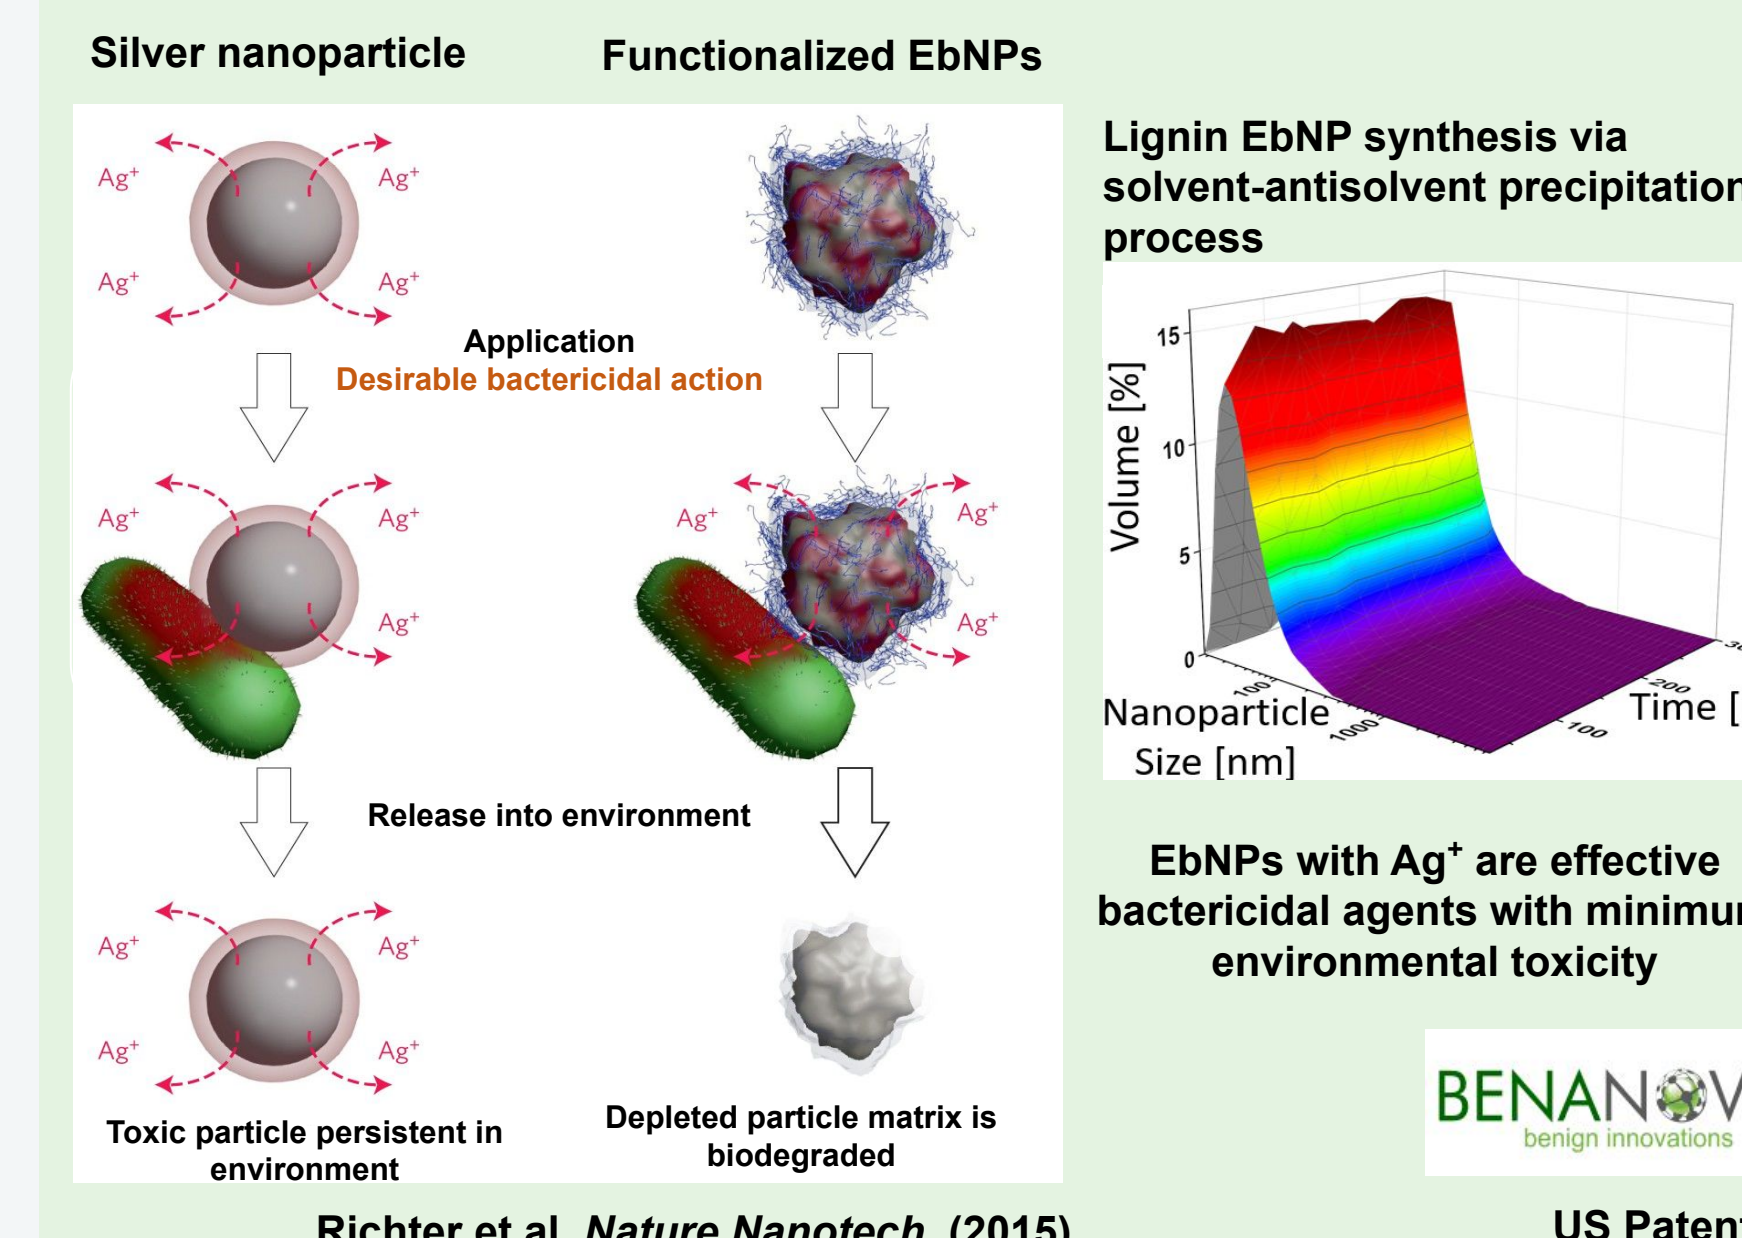 Silver nanoparticle
Functionalized EbNPs
Ag⁺
Ag⁺
Ag⁺
Ag⁺
Application
Desirable bactericidal action
Ag⁺
Ag⁺
Ag⁺
Ag⁺
Ag⁺
Ag⁺
Release into environment
Ag⁺
Ag⁺
Ag⁺
Ag⁺
Toxic particle persistent in
environment
Depleted particle matrix is
biodegraded
Richter et al. Nature Nanotech. (2015)
Lignin EbNP synthesis via
solvent-antisolvent precipitation
process
Volume [%]
15
10
5
0
100
1000
Nanoparticle
Size [nm]
100
200
Time [
EbNPs with Ag⁺ are effective
bactericidal agents with
environmental toxicity
benign innovations
US Patent